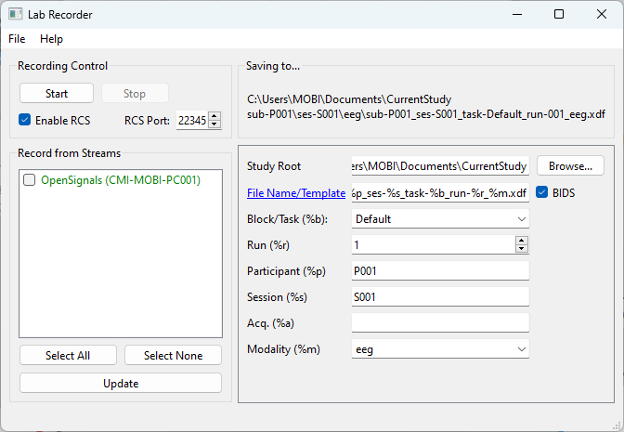 Lab Recorder
File Help
Recording Control
Start Stop
Enable RCS RCS Port: 22345
Saving to...
C:\Users\MOBI\Documents\CurrentStudy
sub-P001\ses-S001\eeg\sub-P001_ses-S001_task-Default_run-001_eeg.xdf
Record from Streams
OpenSignals (CMI-MOBI-PC001)
Select All Select None
Update
Study Root ers\MOBI\Documents\CurrentStudy Browse...
File Name/Template %p_ses-%s_task-%b_run-%r_%m.xdf BIDS
Block/Task (%b): Default
Run (%r) 1
Participant (%p) P001
Session (%s) S001
Acq. (%a)
Modality (%m) eeg